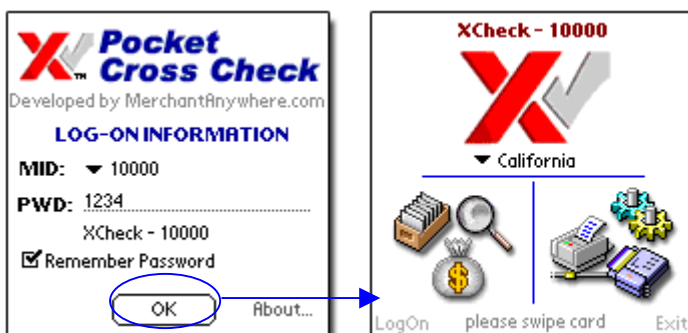 Pocket
Cross Check
TM
Developed by MerchantAnywhere.com
LOG-ON INFORMATION
MID: 10000
PWD: 1234
XCheck - 10000
Remember Password
OK About...
XCheck - 10000
California
$
LogOn please swipe card Exit